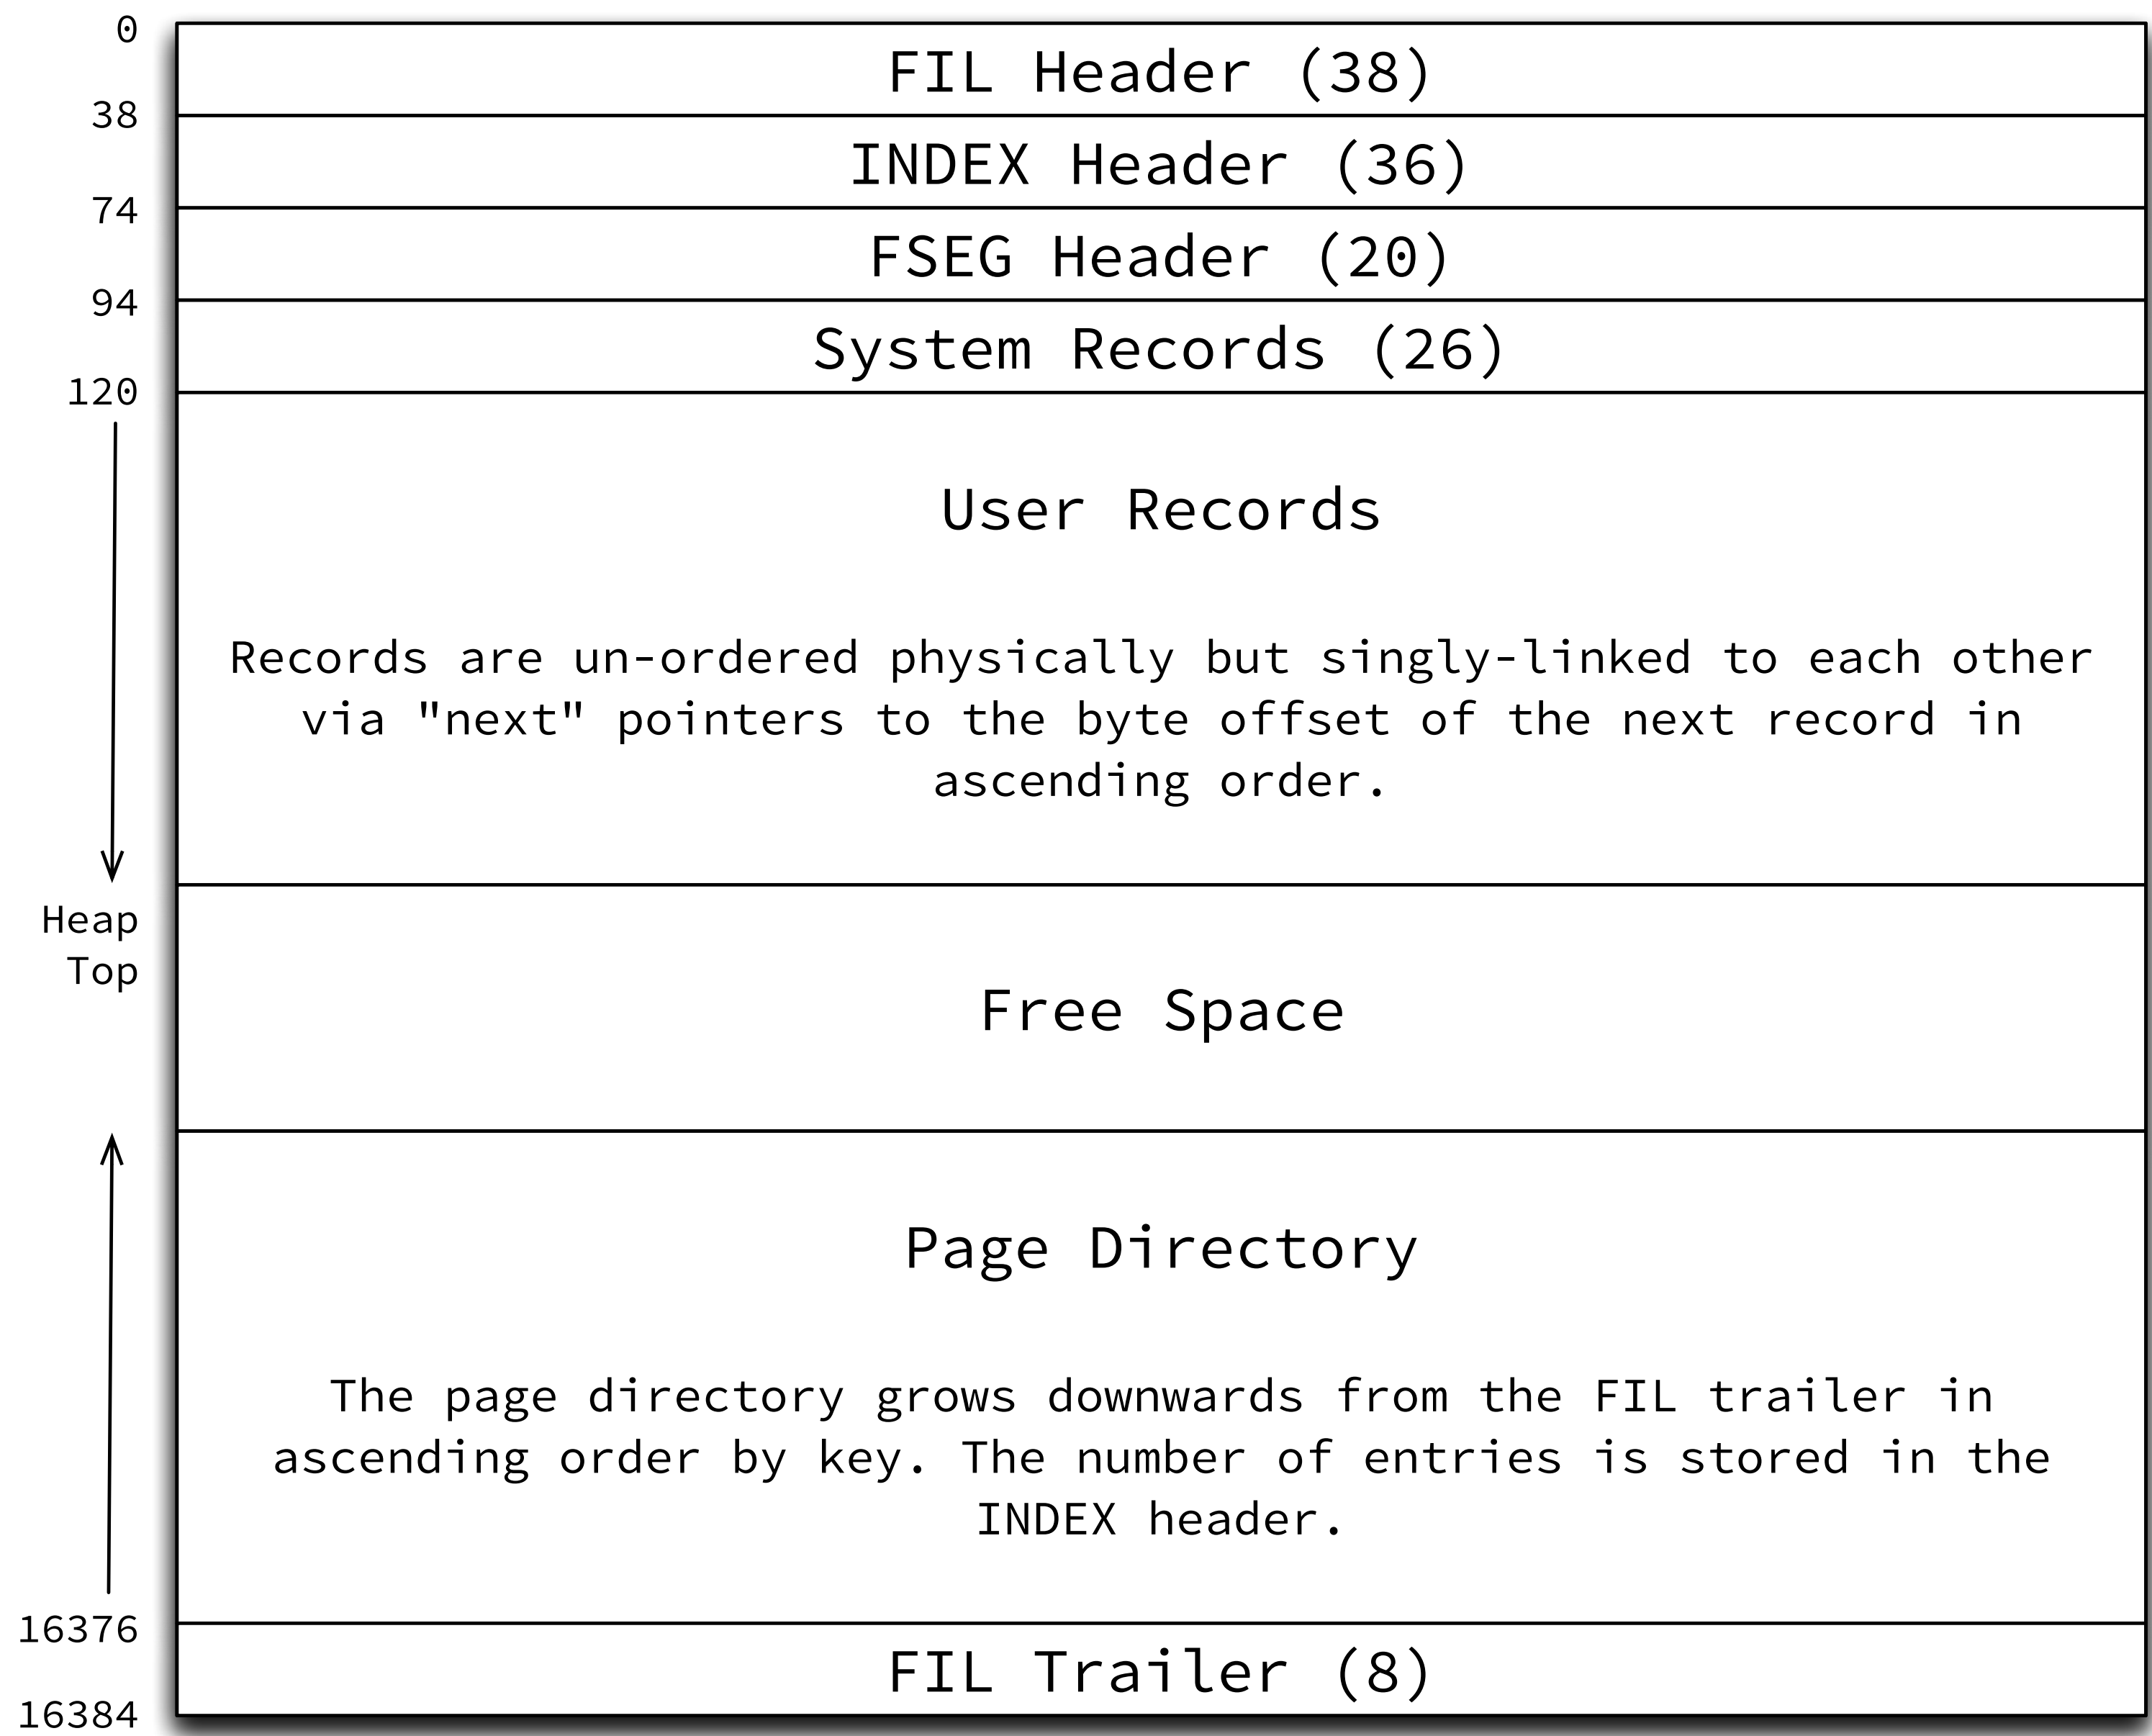 0
FIL Header (38)
38
INDEX Header (36)
74
FSEG Header (20)
94
System Records (26)
120
User Records
Records are un-ordered physically but singly-linked to each other
via "next" pointers to the byte offset of the next record in
ascending order.
Heap
Top
Free Space
Page Directory
The page directory grows downwards from the FIL trailer in
ascending order by key. The number of entries is stored in the
INDEX header.
16376
FIL Trailer (8)
16384